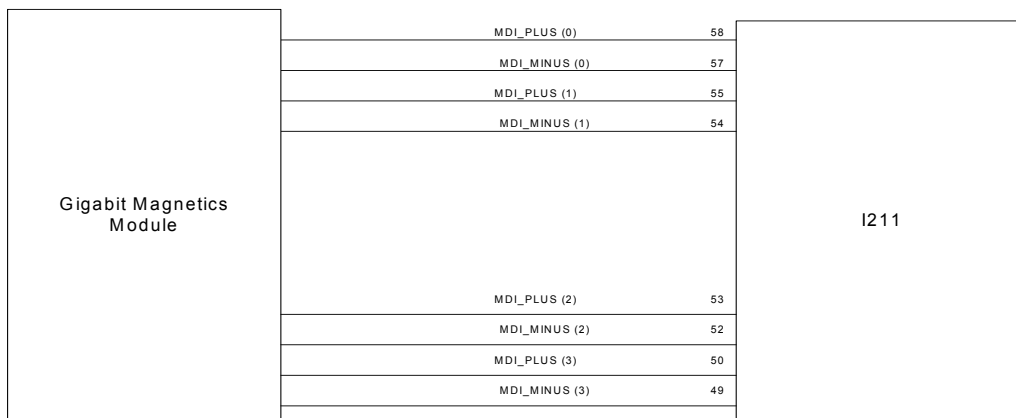 MDI_PLUS (0) 58
MDI_MINUS (0) 57
MDI_PLUS (1) 55
MDI_MINUS (1) 54
Gigabit Magnetics
Module
I211
MDI_PLUS (2) 53
MDI_MINUS (2) 52
MDI_PLUS (3) 50
MDI_MINUS (3) 49